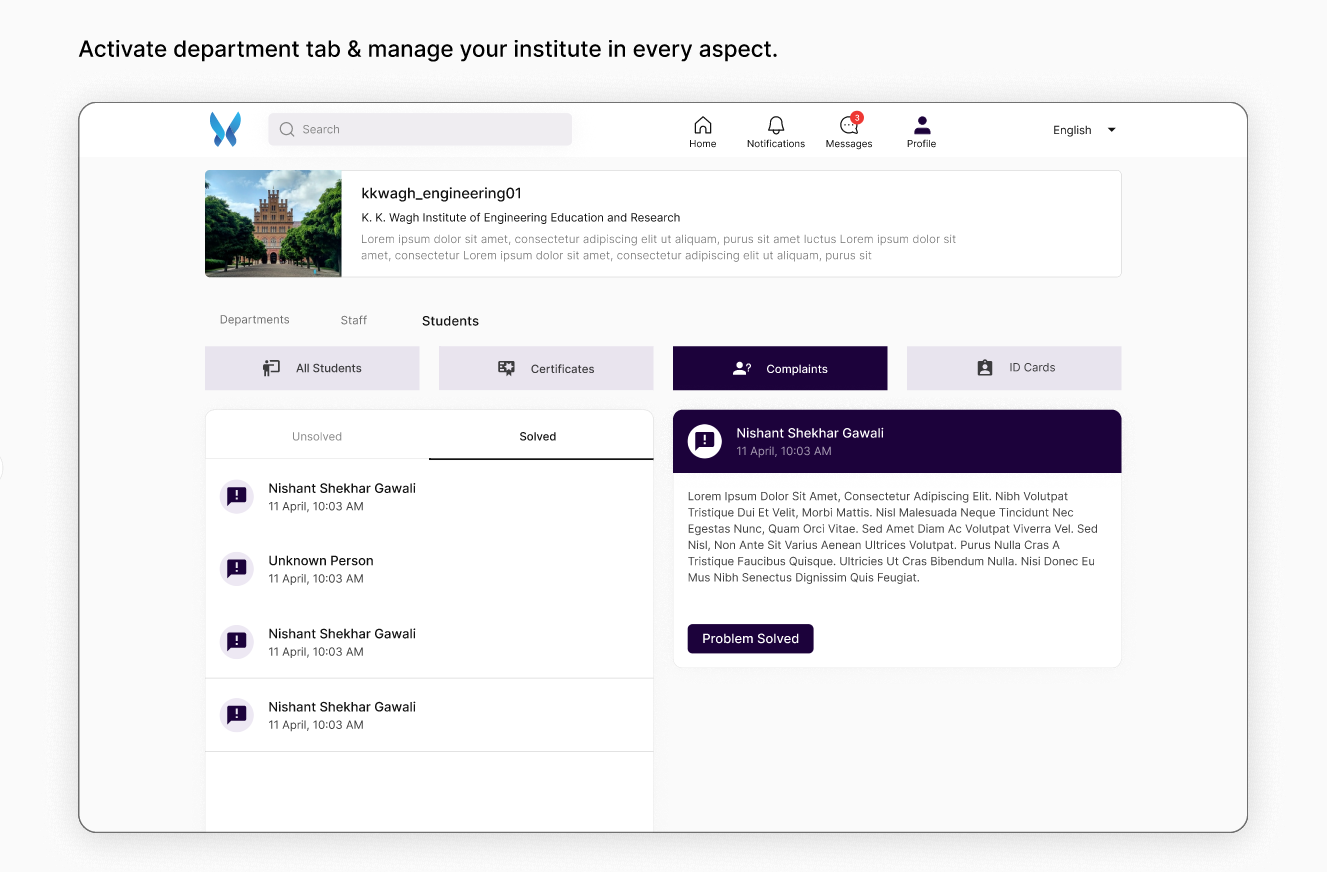 Activate department tab & manage your institute in every aspect.
Search
Home
Notifications
3
Messages
Profile
English
kkwagh_engineering01
K. K. Wagh Institute of Engineering Education and Research
Lorem ipsum dolor sit amet, consectetur adipiscing elit ut aliquam, purus sit amet luctus Lorem ipsum dolor sit
amet, consectetur Lorem ipsum dolor sit amet, consectetur adipiscing elit ut aliquam, purus sit
Departments
Staff
Students
All Students
Certificates
Complaints
ID Cards
Unsolved
Solved
Nishant Shekhar Gawali
11 April, 10:03 AM
Unknown Person
11 April, 10:03 AM
Nishant Shekhar Gawali
11 April, 10:03 AM
Nishant Shekhar Gawali
11 April, 10:03 AM
Nishant Shekhar Gawali
11 April, 10:03 AM
Lorem Ipsum Dolor Sit Amet, Consectetur Adipiscing Elit. Nibh Volutpat
Tristique Dui Et Velit, Morbi Mattis. Nisl Malesuada Neque Tincidunt Nec
Egestas Nunc, Quam Orci Vitae. Sed Amet Diam Ac Volutpat Viverra Vel. Sed
Nisl, Non Ante Sit Varius Aenean Ultrices Volutpat. Purus Nulla Cras A
Tristique Faucibus Quisque. Ultricies Ut Cras Bibendum Nulla. Nisi Donec Eu
Mus Nibh Senectus Dignissim Quis Feugiat.
Problem Solved